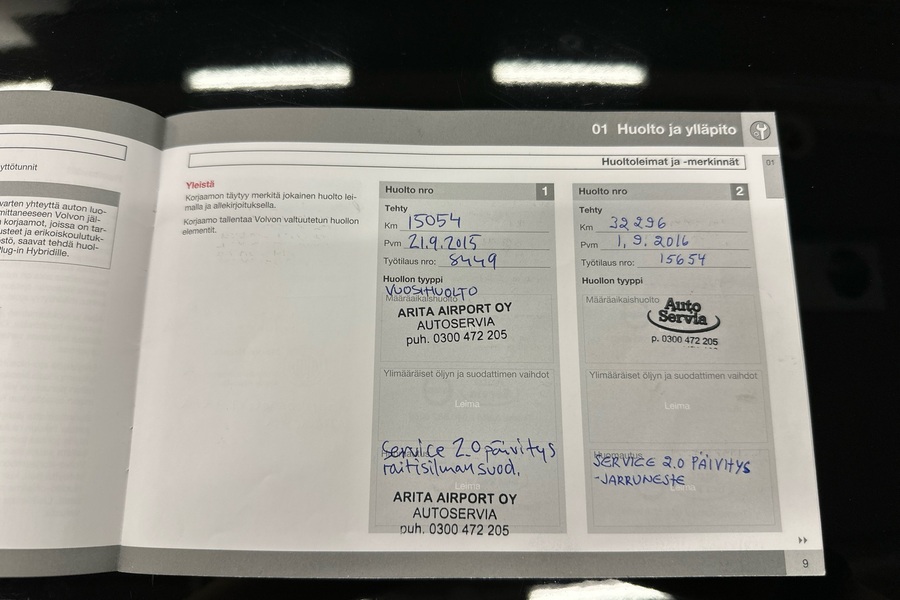 yttötunnit
varten yhteyttä auton luo-
mittaneeseen Volvon jäl-
korjaamot, joissa on tar-
usteet ja erikoiskoulutuk-
estö, saavat tehdä huol-
Plug-in Hybridille.
01 Huolto ja ylläpito
Huoltoleimat ja -merkinnät
01
Yleistä
Korjaamon täytyy merkitä jokainen huolto lei-
malla ja allekirjoituksella.
Korjaamo tallentaa Volvon valtuutetun huollon
elementit.
Huolto nro 1
Tehty
Km 15054
Pvm 21.9.2015
Työtilaus nro: 8449
Huollon tyyppi
VUOSIHUOLTO
Määräaikaishuolto
ARITA AIRPORT OY
AUTOSERVIA
puh. 0300 472 205
Ylimääräiset öljyn ja suodattimen vaihdot
Leima
Service 2.0 päivitys
raitisilmansuod.
Leima
ARITA AIRPORT OY
AUTOSERVIA
puh. 0300 472 205
Huolto nro 2
Tehty
Km 32296
Pvm 1.9.2016
Työtilaus nro: 15654
Huollon tyyppi
Määräaikaishuolto
Auto
Servia
p. 0300 472 205
Ylimääräiset öljyn ja suodattimen vaihdot
Leima
Huomautus
SERVICE 2.0 PÄIVITYS
-JARRUNESTE
Leima
9